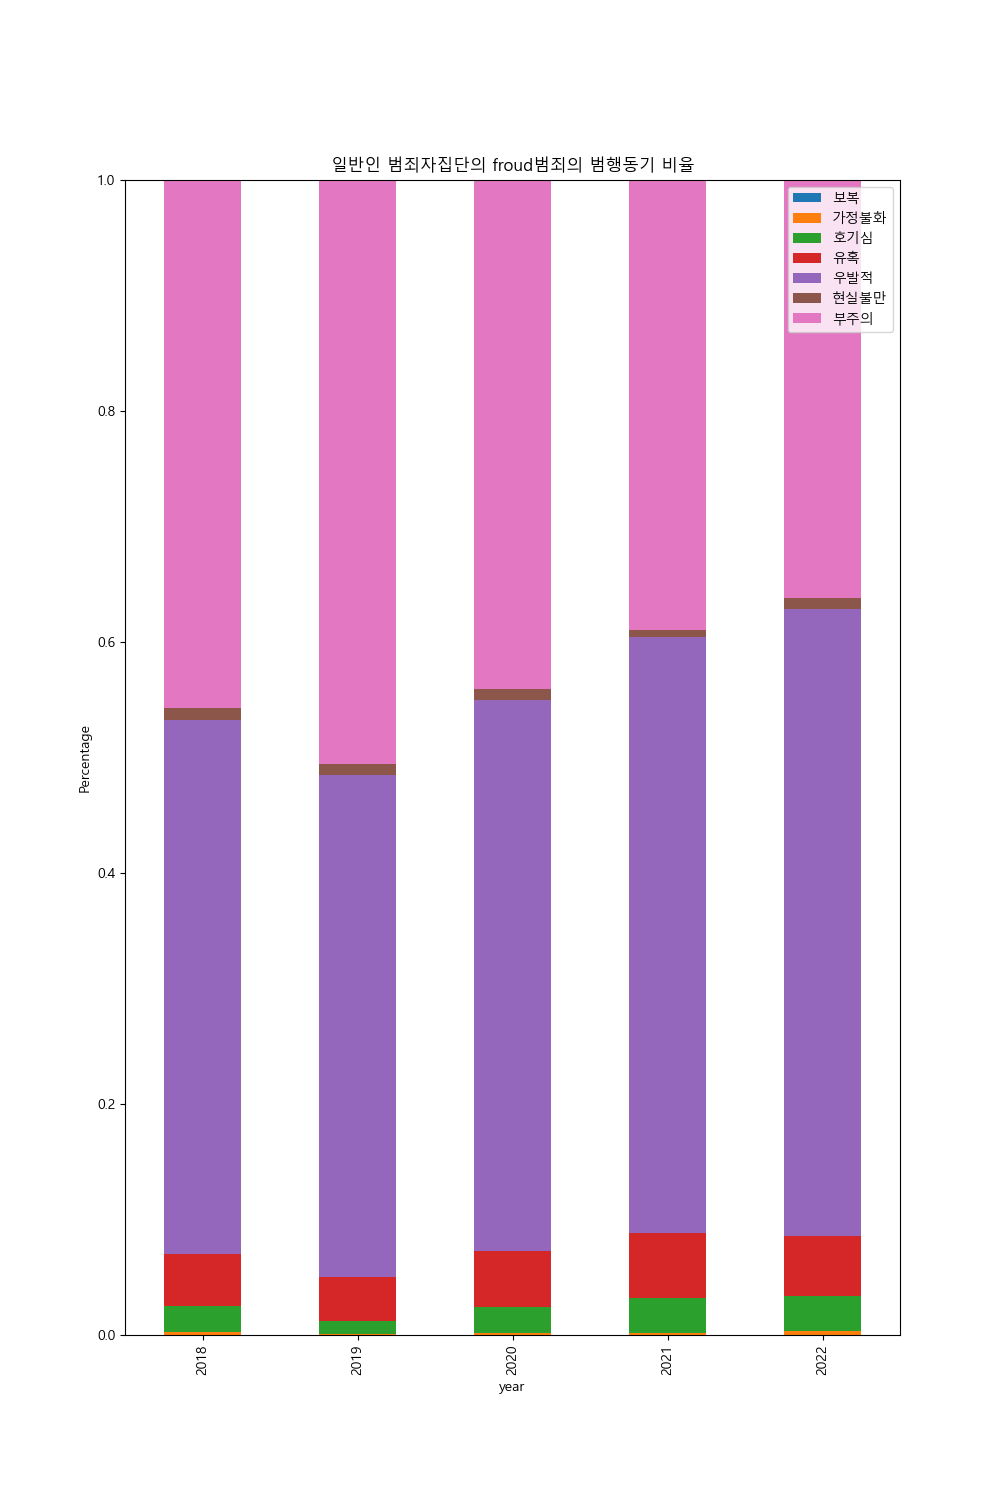 일반인 범죄자집단의 froud범죄의 범행동기 비율
1.0
0.8
0.6
0.4
0.2
0.0
Percentage
보복
가정불화
호기심
유혹
우발적
현실불만
부주의
2018
2019
2020
2021
2022
year